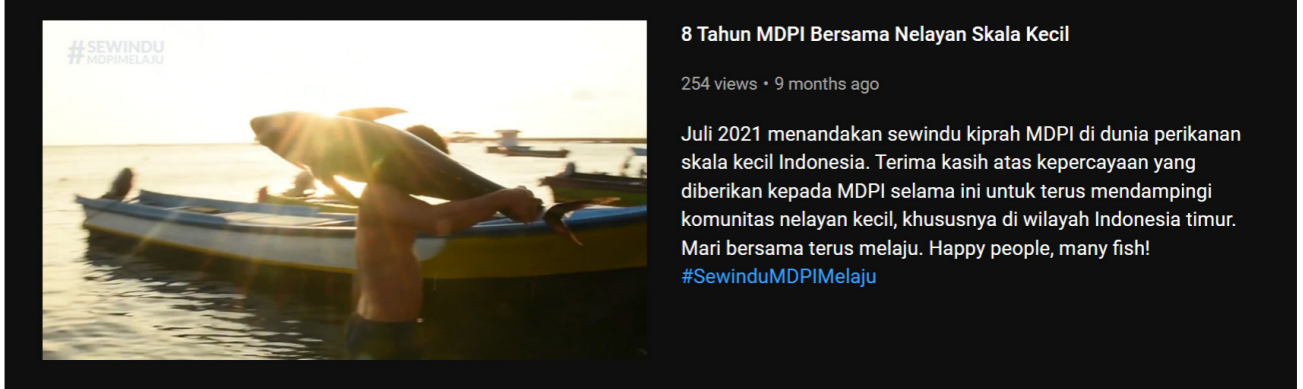 #SEWINDU
MDPIMELAJU
8 Tahun MDPI Bersama Nelayan Skala Kecil
254 views • 9 months ago
Juli 2021 menandakan sewindu kiprah MDPI di dunia perikanan
skala kecil Indonesia. Terima kasih atas kepercayaan yang
diberikan kepada MDPI selama ini untuk terus mendampingi
komunitas nelayan kecil, khususnya di wilayah Indonesia timur.
Mari bersama terus melaju. Happy people, many fish!
#SewinduMDPIMelaju